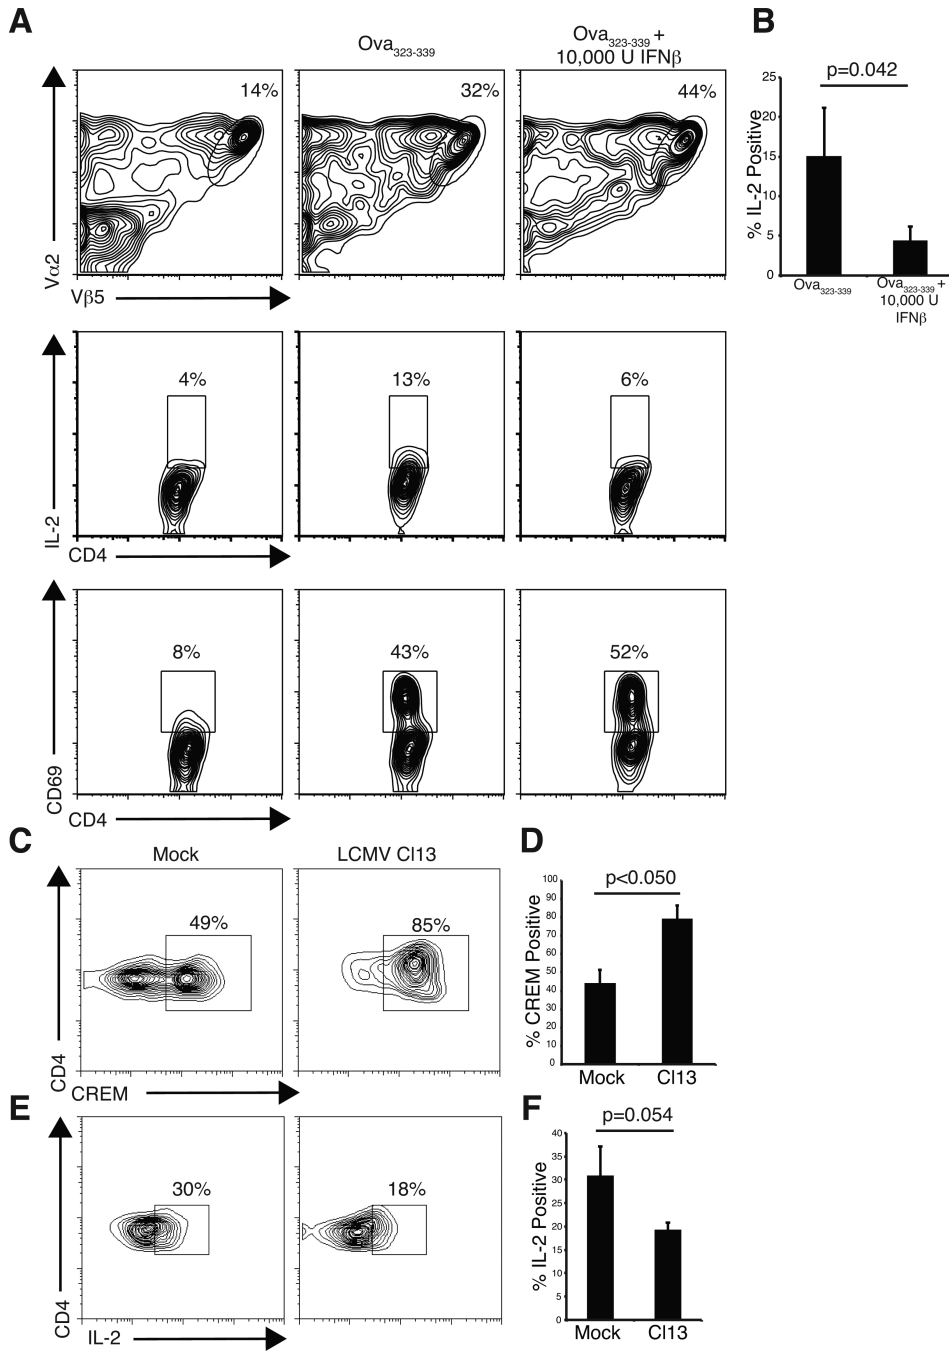 A
Ova323-339
Ova323-339 +
10,000 U IFNβ
14%
32%
44%
Vα2
Vβ5
4%
13%
6%
IL-2
CD4
8%
43%
52%
CD69
CD4
B
p=0.042
25
20
15
10
5
0
% IL-2 Positive
Ova323-339
Ova323-339 +
10,000 U
IFNβ
C
Mock
LCMV Cl13
49%
85%
CD4
CREM
D
p<0.050
100
90
80
70
60
50
40
30
20
10
0
% CREM Positive
Mock
Cl13
E
30%
18%
CD4
IL-2
F
p=0.054
40
35
30
25
20
15
10
5
0
% IL-2 Positive
Mock
Cl13